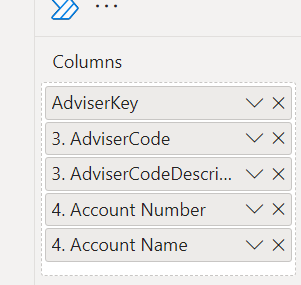 Columns
AdviserKey
3. AdviserCode
3. AdviserCodeDescri...
4. Account Number
4. Account Name